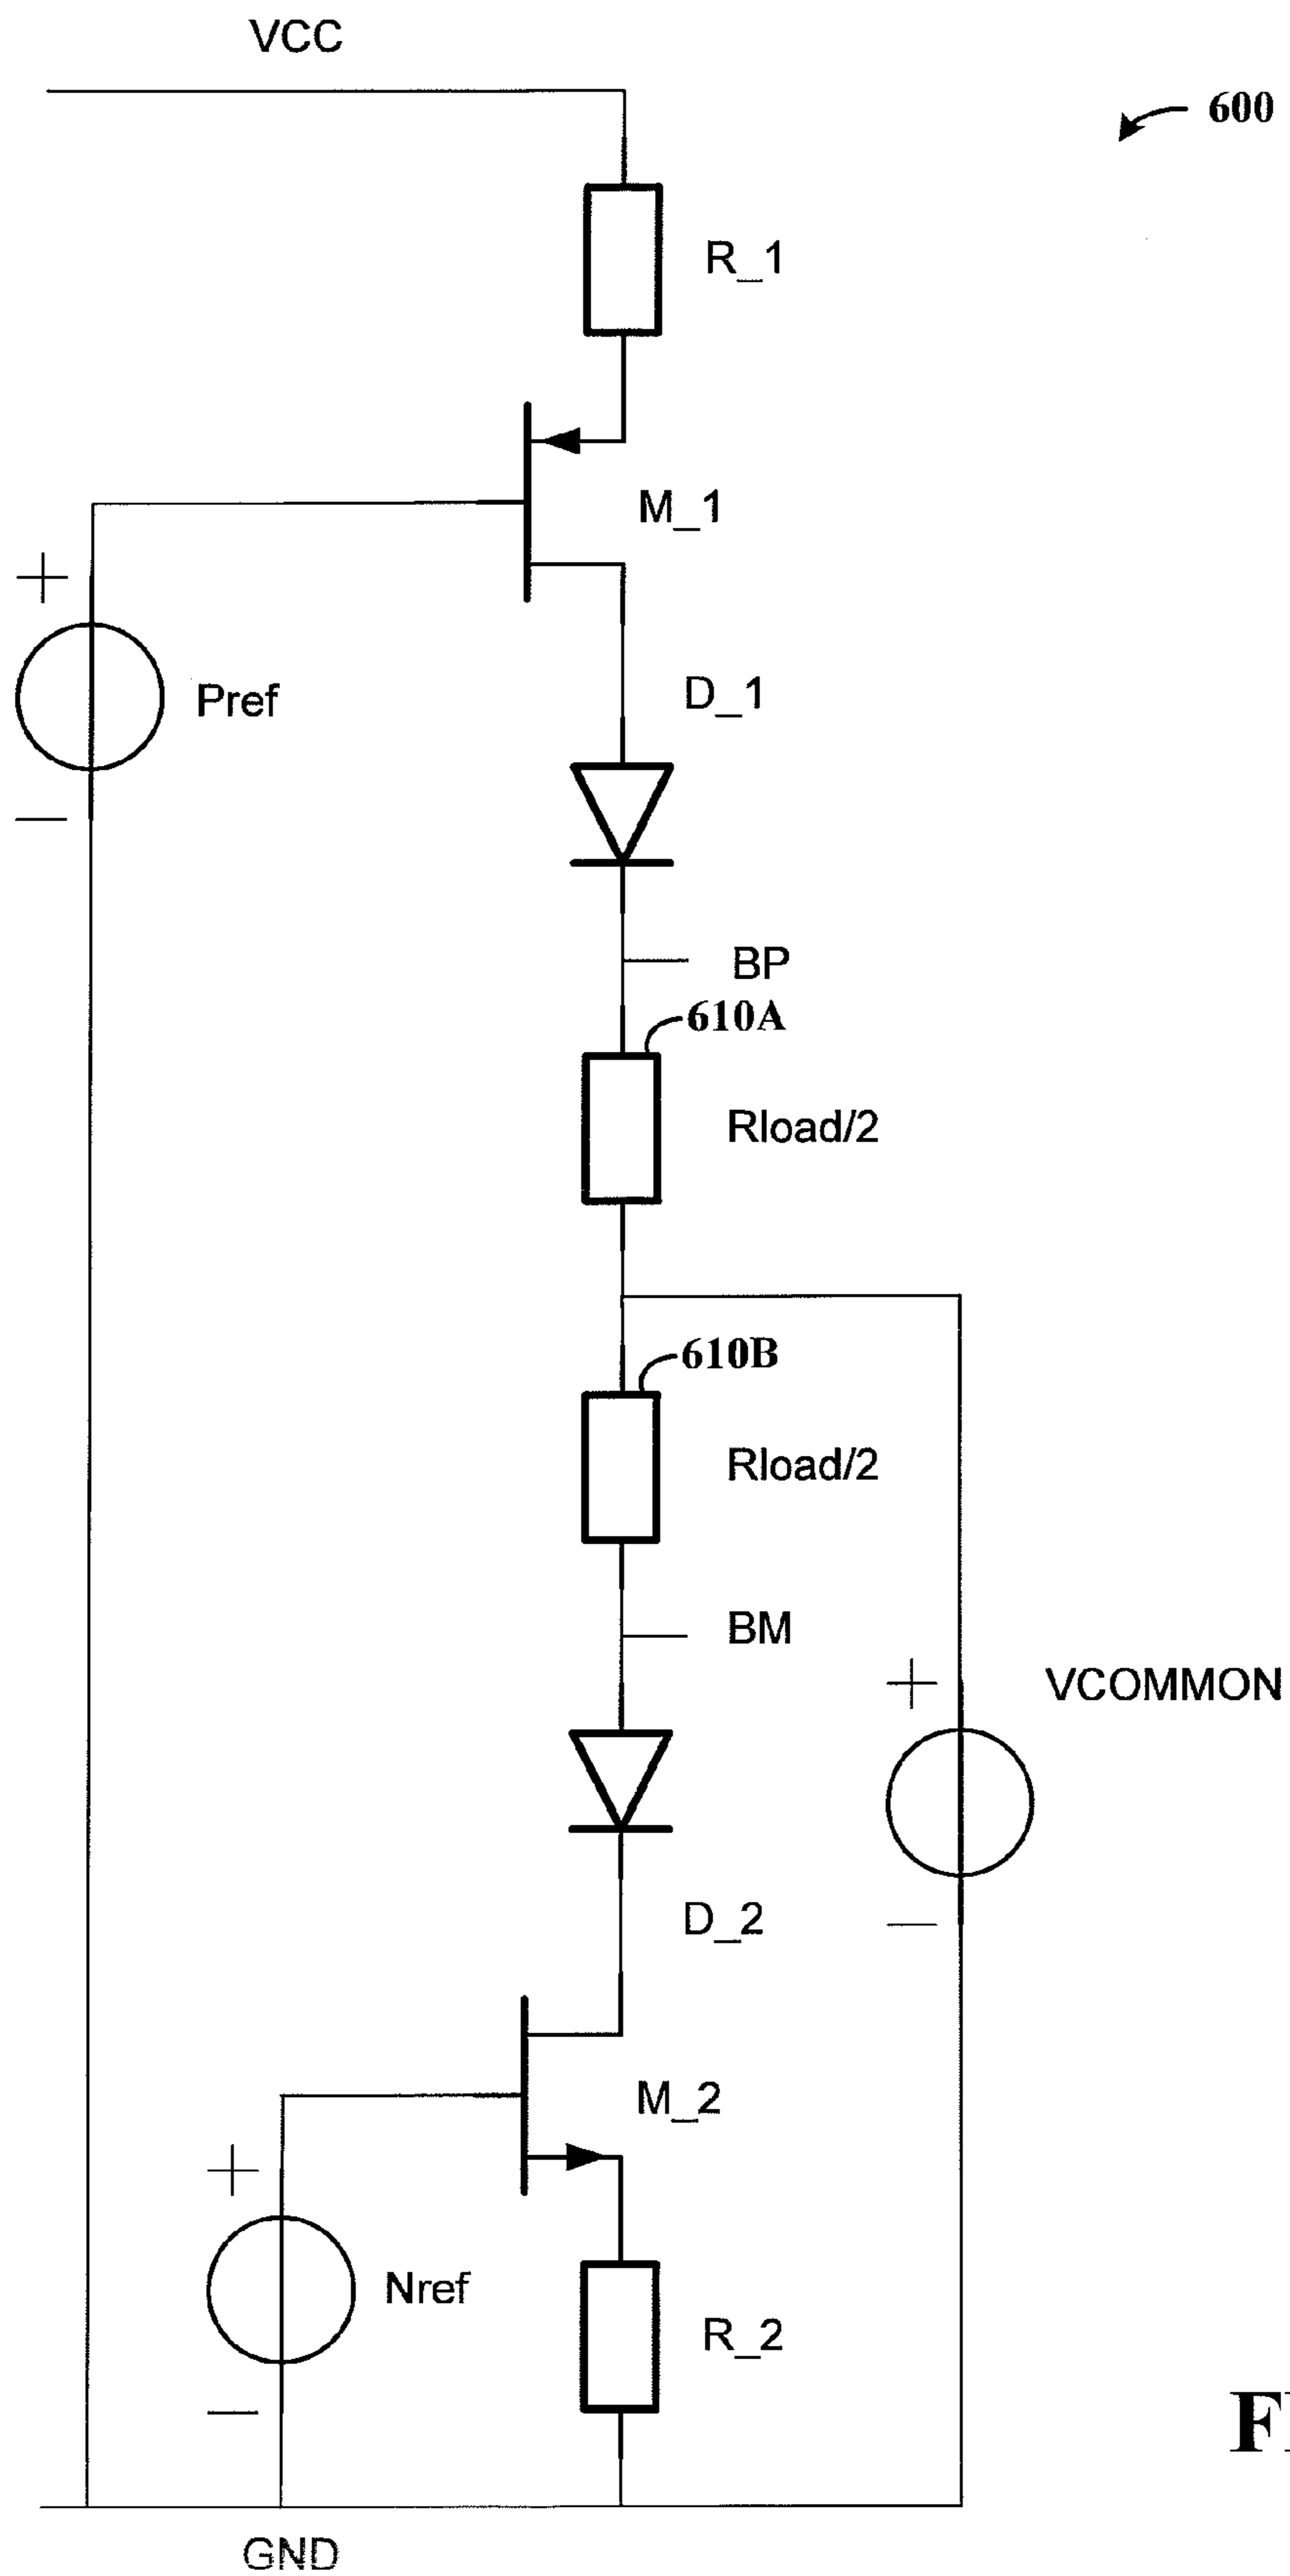 VCC
600
R_1
M_1
+
Pref
−
D_1
BP
610A
Rload/2
610B
Rload/2
BM
+
VCOMMON
−
D_2
M_2
+
Nref
−
R_2
GND